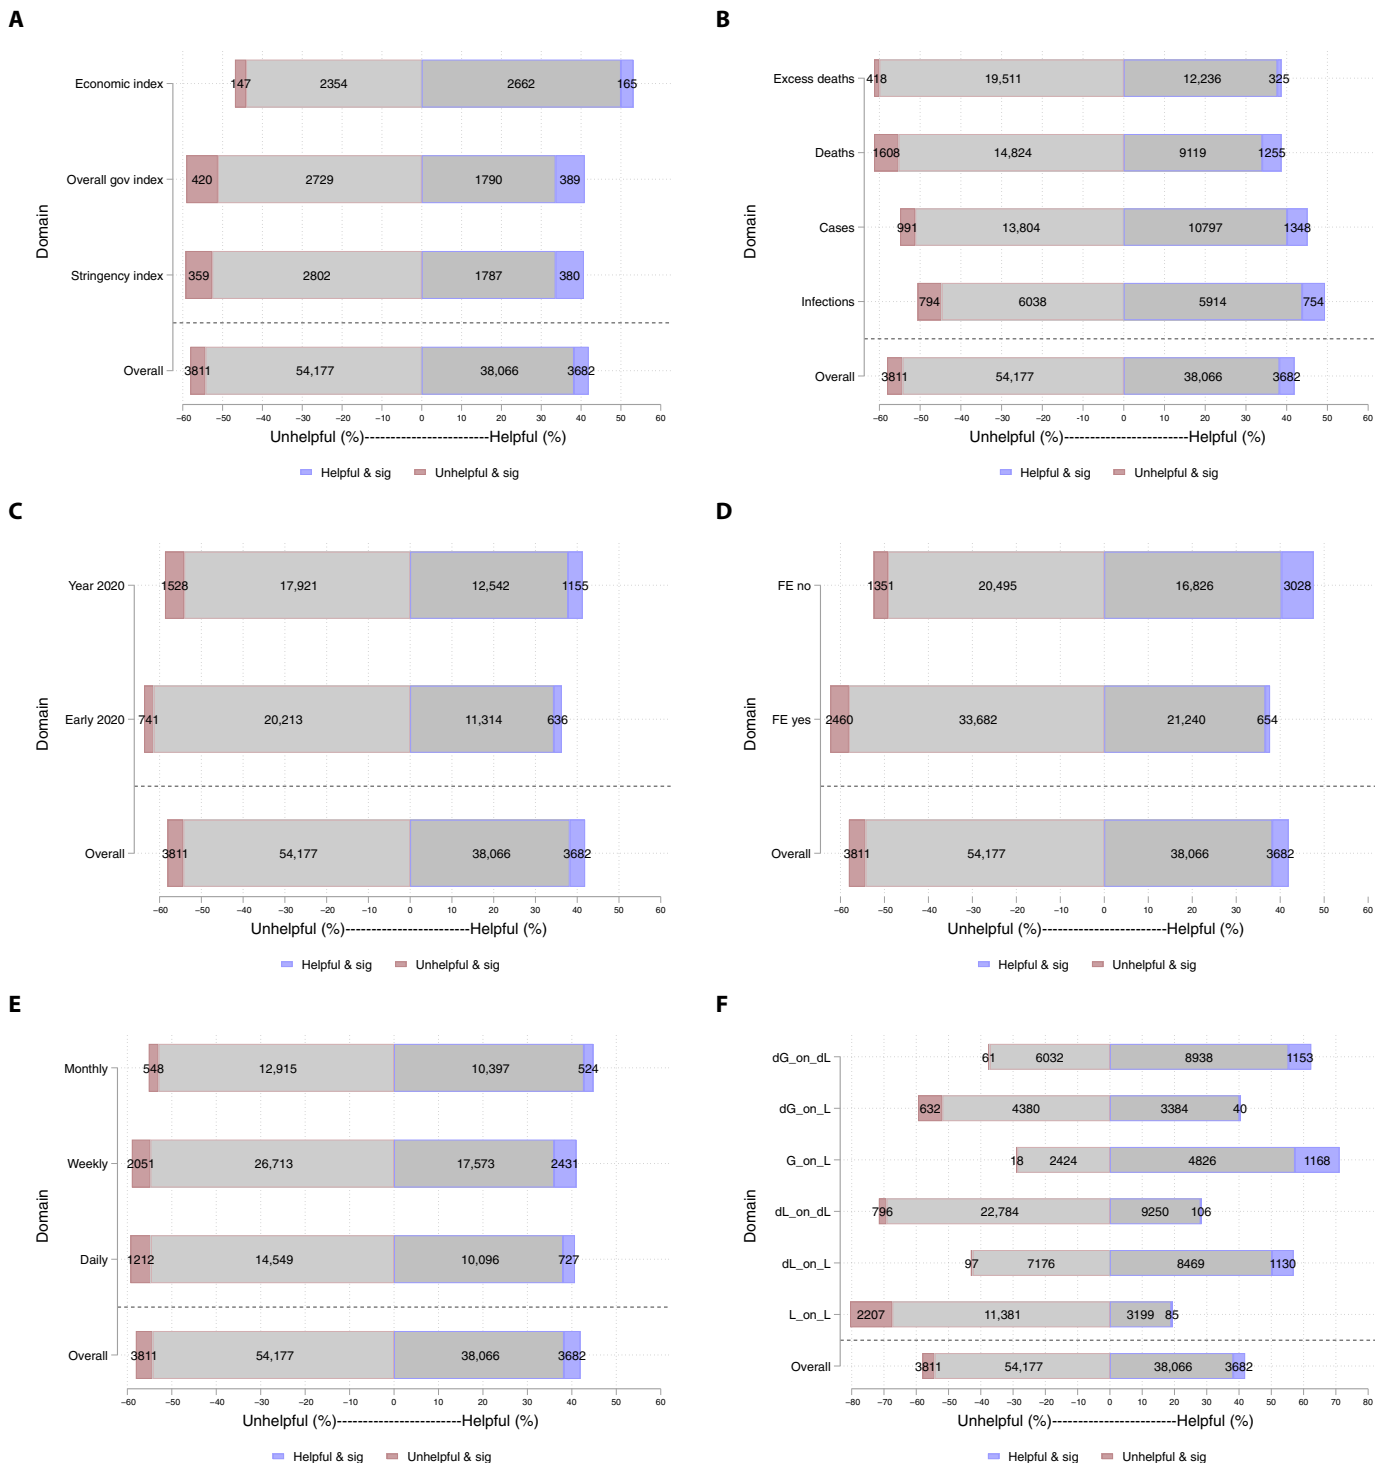 A
Domain
Economic index 147 2354 2662 165
Overall gov index 420 2729 1790 389
Stringency index 359 2802 1787 380
Overall 3811 54,177 38,066 3682
−60 −50 −40 −30 −20 −10 0 10 20 30 40 50 60
Unhelpful (%)------------------------Helpful (%)
Helpful & sig Unhelpful & sig
B
Domain
Excess deaths 418 19,511 12,236 325
Deaths 1608 14,824 9119 1255
Cases 991 13,804 10797 1348
Infections 794 6038 5914 754
Overall 3811 54,177 38,066 3682
−60 −50 −40 −30 −20 −10 0 10 20 30 40 50 60
Unhelpful (%)------------------------Helpful (%)
Helpful & sig Unhelpful & sig
C
Domain
Year 2020 1528 17,921 12,542 1155
Early 2020 741 20,213 11,314 636
Overall 3811 54,177 38,066 3682
−60 −50 −40 −30 −20 −10 0 10 20 30 40 50 60
Unhelpful (%)------------------------Helpful (%)
Helpful & sig Unhelpful & sig
D
Domain
FE no 1351 20,495 16,826 3028
FE yes 2460 33,682 21,240 654
Overall 3811 54,177 38,066 3682
−60 −50 −40 −30 −20 −10 0 10 20 30 40 50 60
Unhelpful (%)------------------------Helpful (%)
Helpful & sig Unhelpful & sig
E
Domain
Monthly 548 12,915 10,397 524
Weekly 2051 26,713 17,573 2431
Daily 1212 14,549 10,096 727
Overall 3811 54,177 38,066 3682
−60 −50 −40 −30 −20 −10 0 10 20 30 40 50 60
Unhelpful (%)------------------------Helpful (%)
Helpful & sig Unhelpful & sig
F
Domain
dG_on_dL 61 6032 8938 1153
dG_on_L 632 4380 3384 40
G_on_L 18 2424 4826 1168
dL_on_dL 796 22,784 9250 106
dL_on_L 97 7176 8469 1130
L_on_L 2207 11,381 3199 85
Overall 3811 54,177 38,066 3682
−80 −70 −60 −50 −40 −30 −20 −10 0 10 20 30 40 50 60 70 80
Unhelpful (%)------------------------Helpful (%)
Helpful & sig Unhelpful & sig